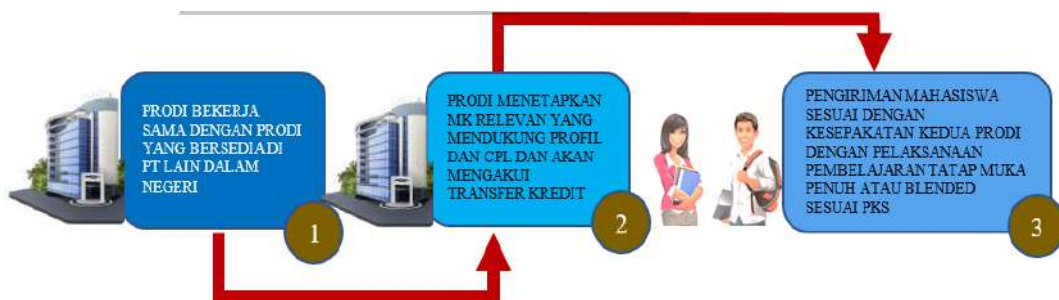 PRODI BEKERJA
SAMA DENGAN PRODI
YANG BERSEDIA DI
PT LAIN DALAM
NEGERI
1
PRODI MENETAPKAN
MK RELEVAN YANG
MENDUKUNG PROFIL
DAN CPL DAN AKAN
MENGAKUI
TRANSFER KREDIT
2
PENGIRIMAN MAHASISWA
SESUAI DENGAN
KESEPAKATAN KEDUA PRODI
DENGAN PELAKSANAAN
PEMBELAJARAN TATAP MUKA
PENUH ATAU BLENDED
SESUAI PKS
3